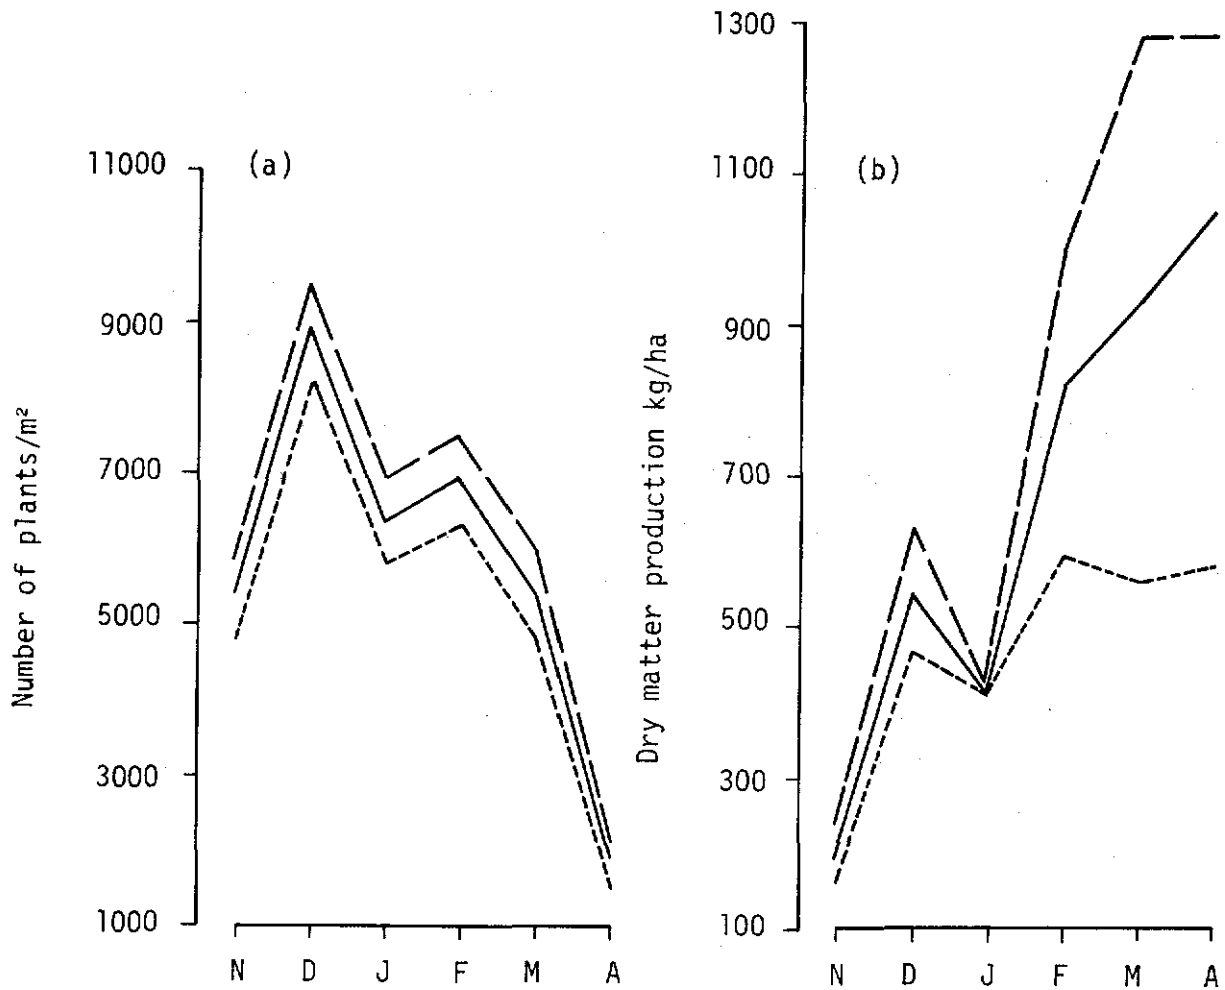 (a)
Number of plants/m²
11000
9000
7000
5000
3000
1000
N D J F M A
(b)
Dry matter production kg/ha
1300
1100
900
700
500
300
100
N D J F M A